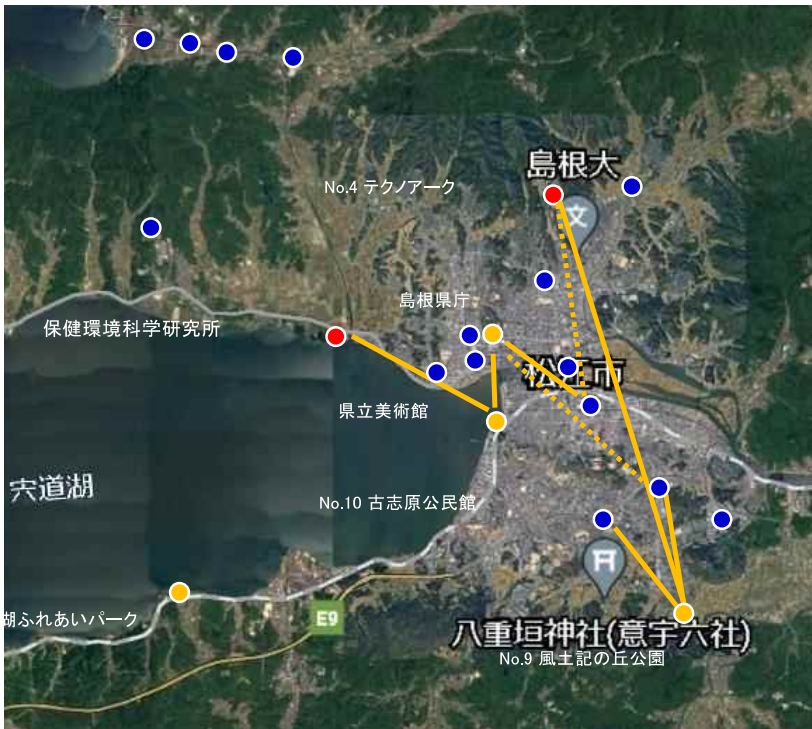 島根大
No.4 テクノアーク
文
島根県庁
保健環境科学研究所
松江市
県立美術館
宍道湖
No.10 古志原公民館
湖ふれあいパーク
E9
八重垣神社(意宇六社)
No.9 風土記の丘公園